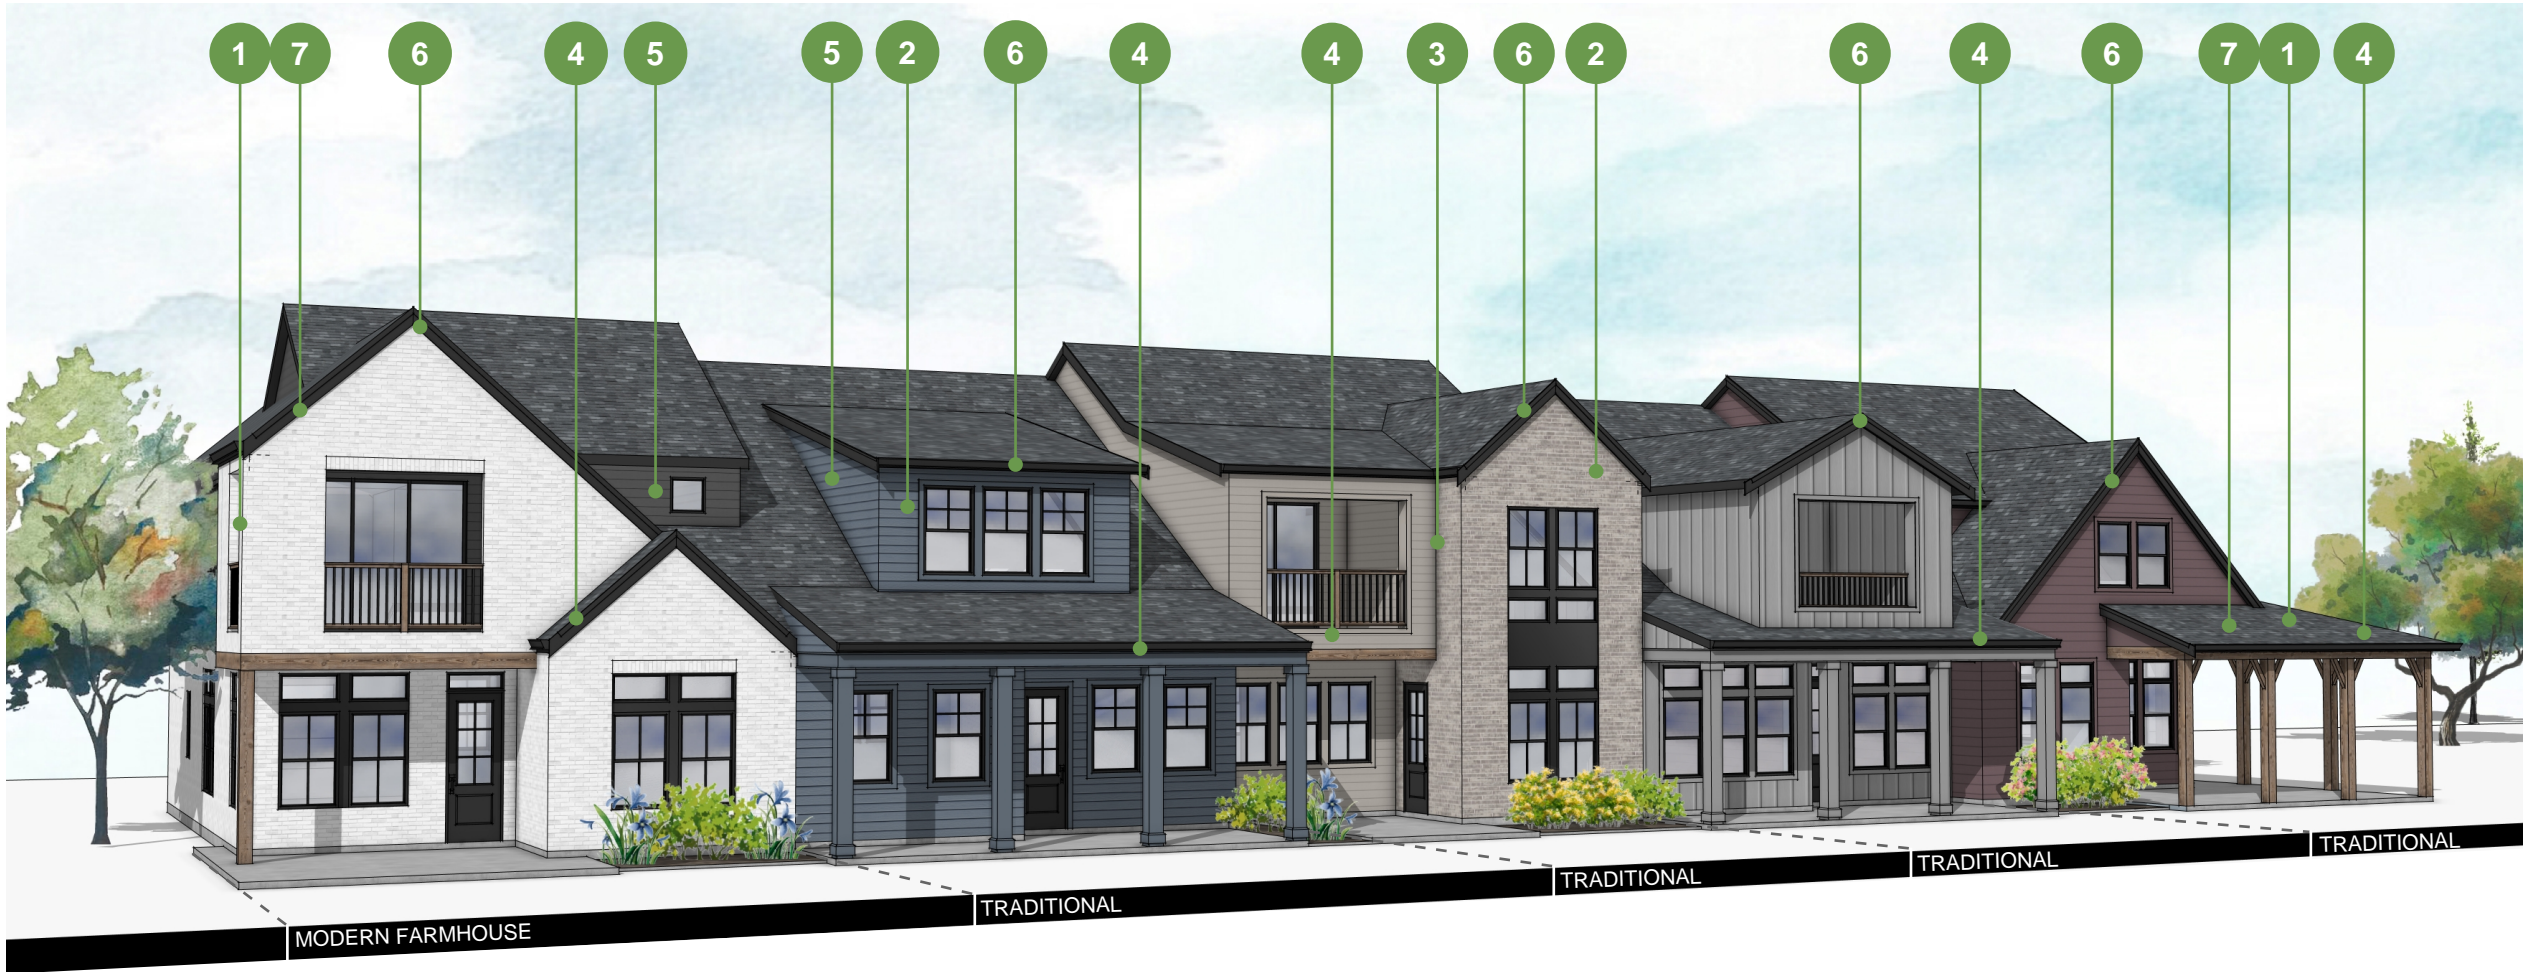 1 7 6 4 5 5 2 6 4 4 3 6 2 6 4 6 7 1 4
MODERN FARMHOUSE
TRADITIONAL
TRADITIONAL
TRADITIONAL
TRADITIONAL